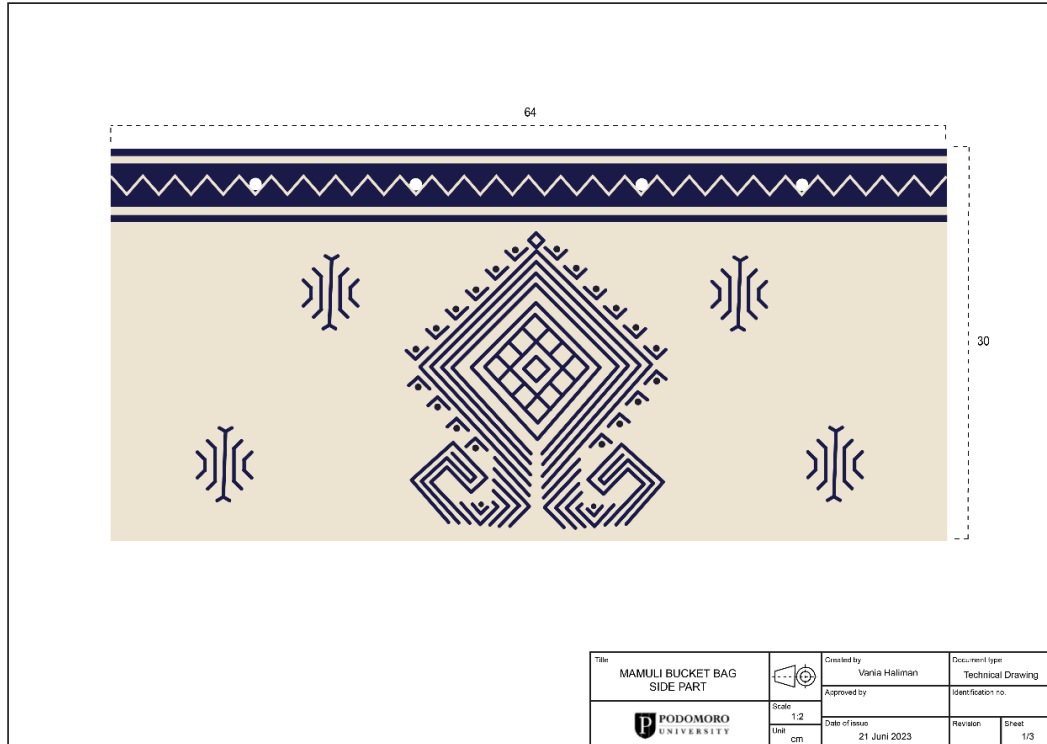 64
30
Title
MAMULI BUCKET BAG
SIDE PART
Created by
Vania Haliman
Document type
Technical Drawing
Approved by
Identification no.
Scale
1:2
Unit
cm
P PODOMORO
UNIVERSITY
Date of issue
21 Juni 2023
Revision
Sheet
1/3